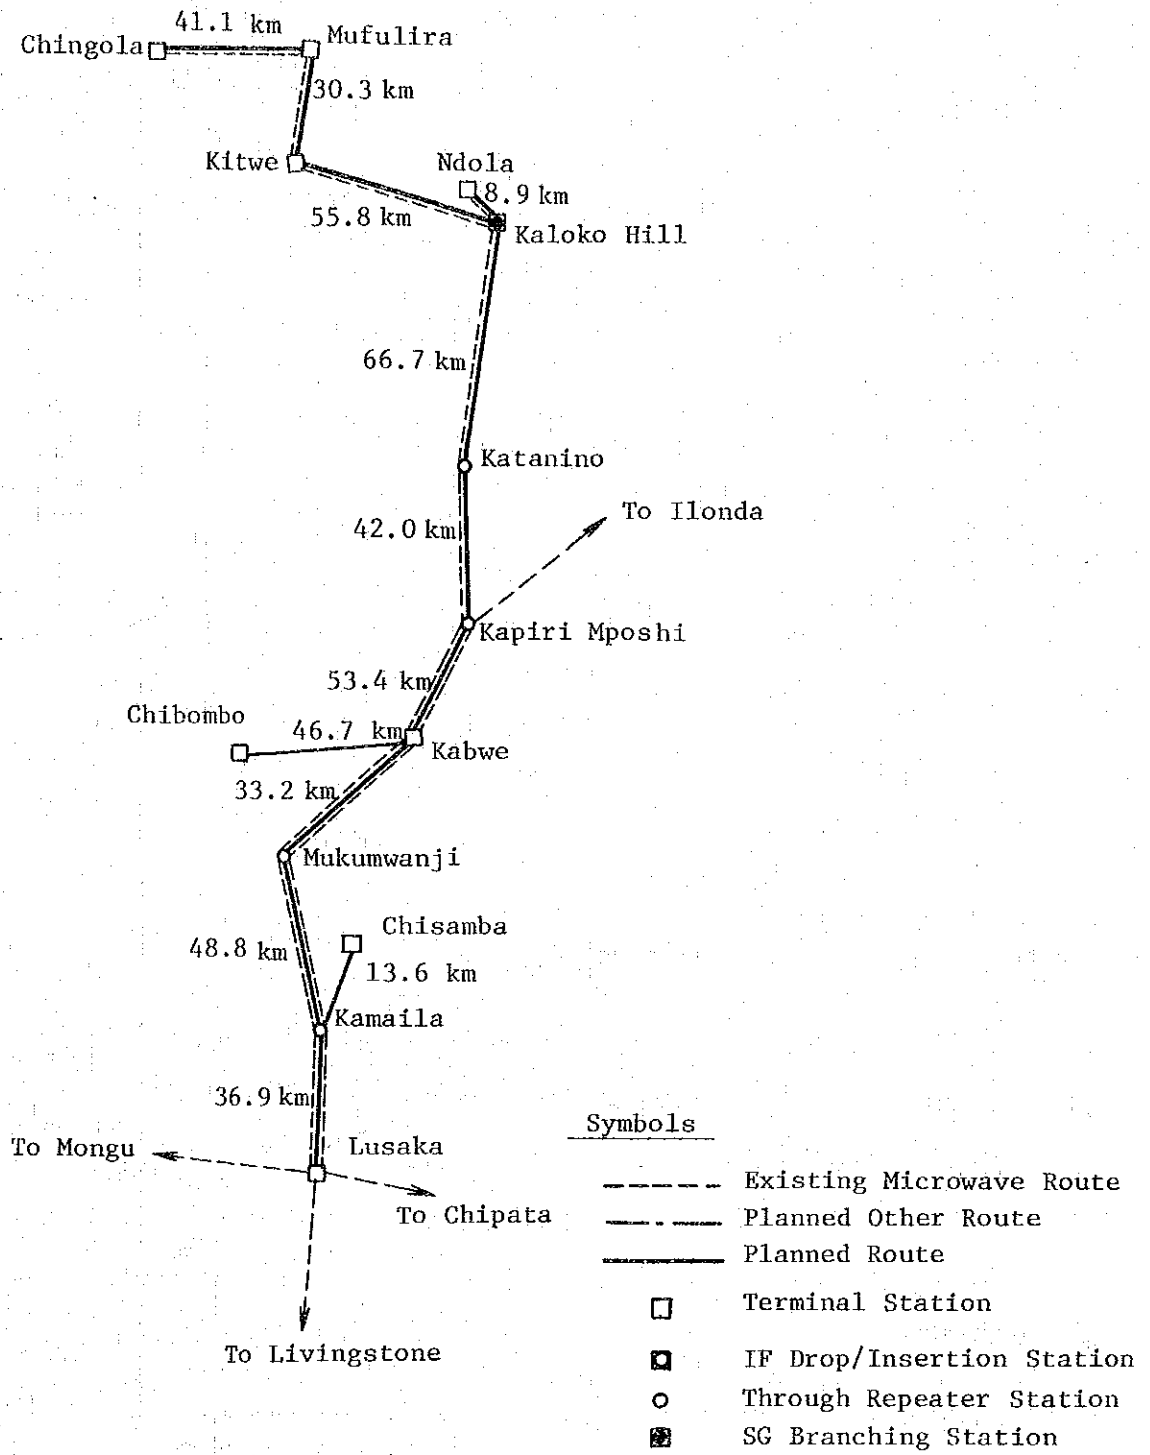 41.1 km
Chingola
Mufulira
30.3 km
Kitwe
Ndola
8.9 km
55.8 km
Kaloko Hill
66.7 km
Katanino
To Ilonda
42.0 km
Kapiri Mposhi
53.4 km
Chibombo
46.7 km
Kabwe
33.2 km
Mukumwanji
Chisamba
48.8 km
13.6 km
Kamaila
36.9 km
Symbols
To Mongu
Lusaka
Existing Microwave Route
To Chipata
Planned Other Route
Planned Route
Terminal Station
To Livingstone
IF Drop/Insertion Station
Through Repeater Station
SG Branching Station